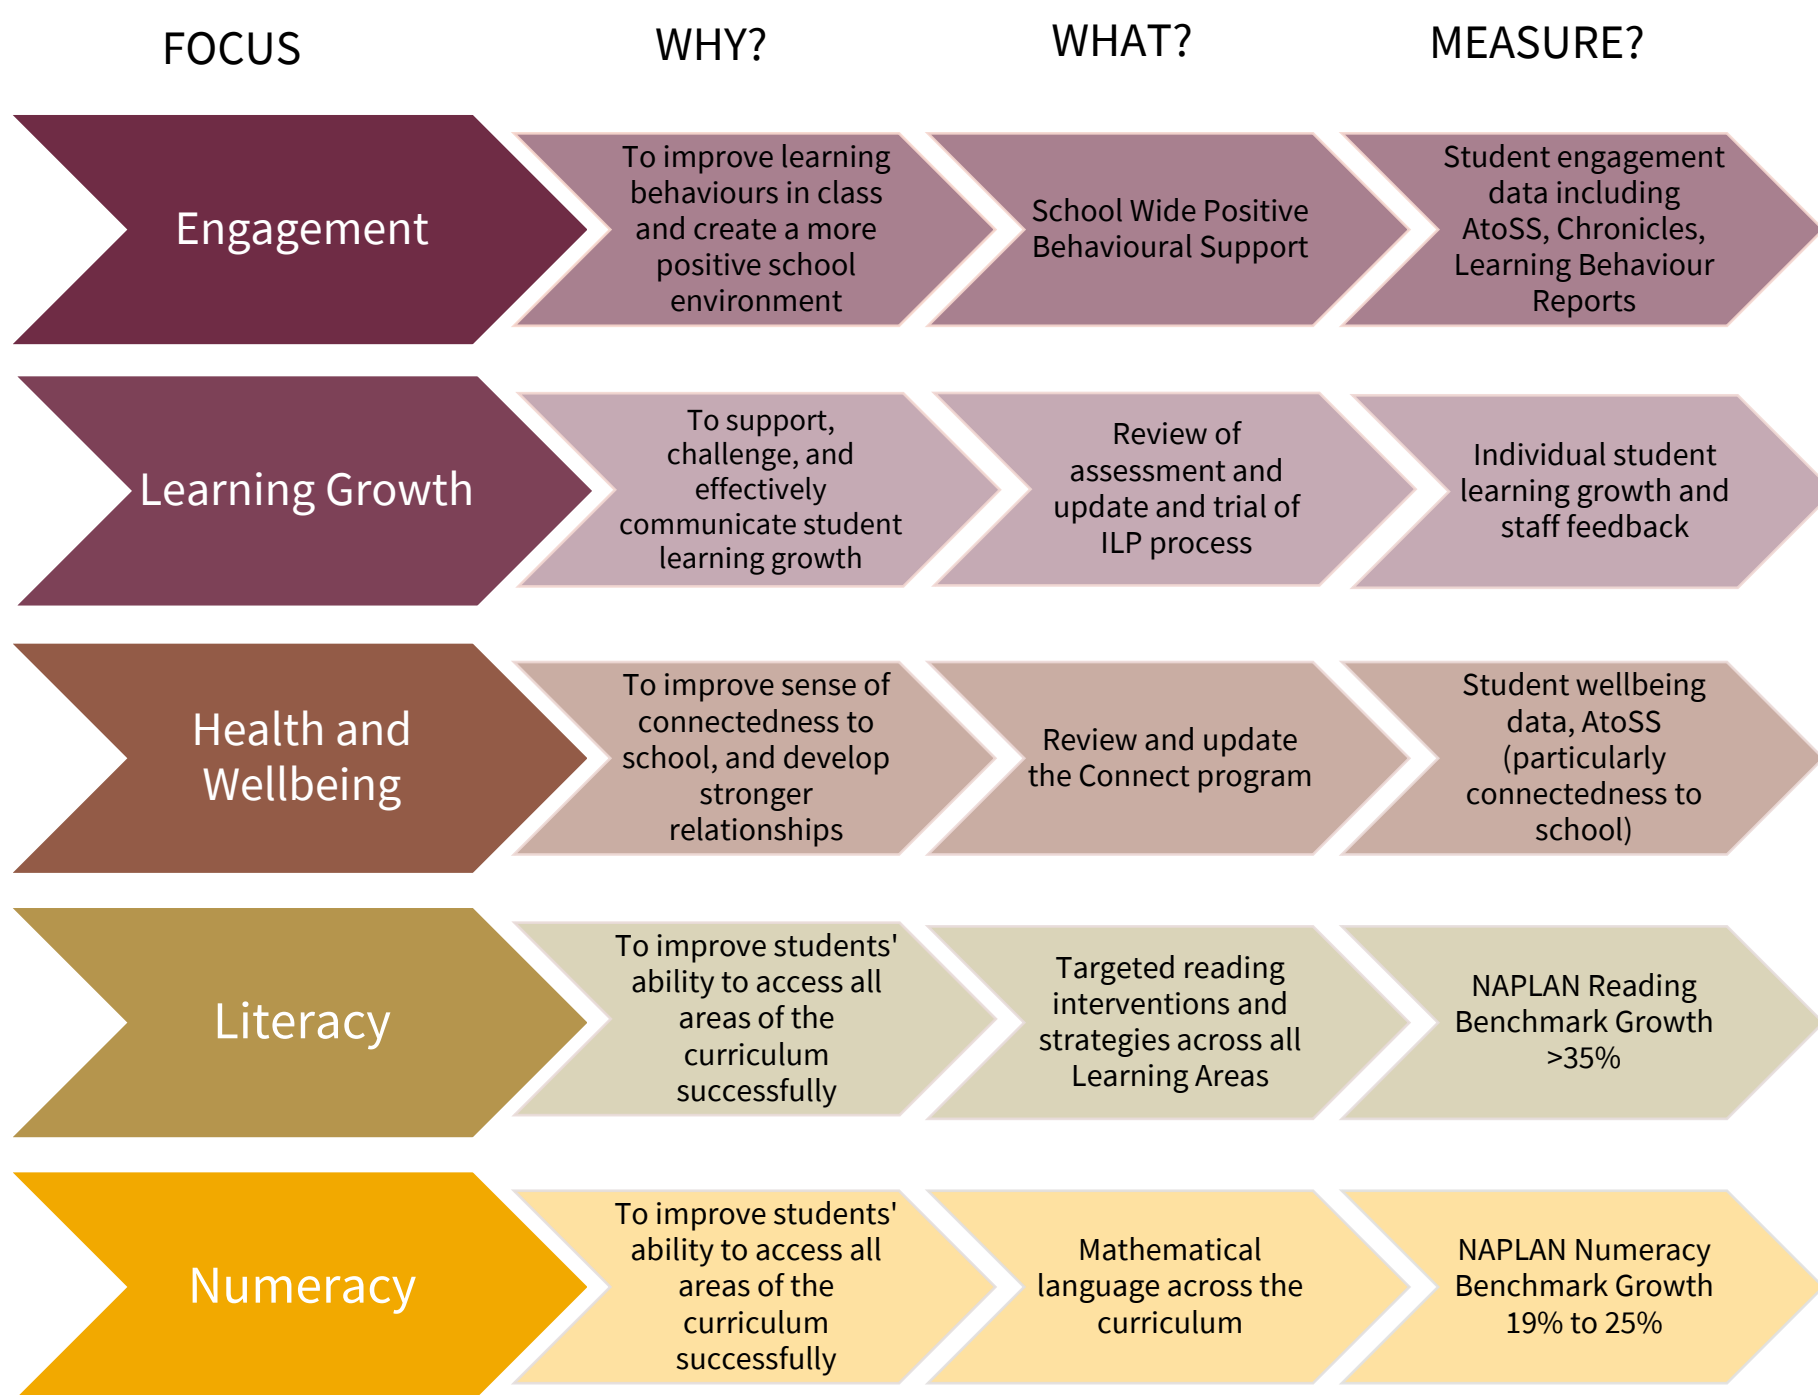 FOCUS
WHY?
WHAT?
MEASURE?
Engagement
To improve learning
behaviours in class
and create a more
positive school
environment
School Wide Positive
Behavioural Support
Student engagement
data including
AtoSS, Chronicles,
Learning Behaviour
Reports
Learning Growth
To support,
challenge, and
effectively
communicate student
learning growth
Review of
assessment and
update and trial of
ILP process
Individual student
learning growth and
staff feedback
Health and
Wellbeing
To improve sense of
connectedness to
school, and develop
stronger
relationships
Review and update
the Connect program
Student wellbeing
data, AtoSS
(particularly
connectedness to
school)
Literacy
To improve students'
ability to access all
areas of the
curriculum
successfully
Targeted reading
interventions and
strategies across all
Learning Areas
NAPLAN Reading
Benchmark Growth
>35%
Numeracy
To improve students'
ability to access all
areas of the
curriculum
successfully
Mathematical
language across the
curriculum
NAPLAN Numeracy
Benchmark Growth
19% to 25%